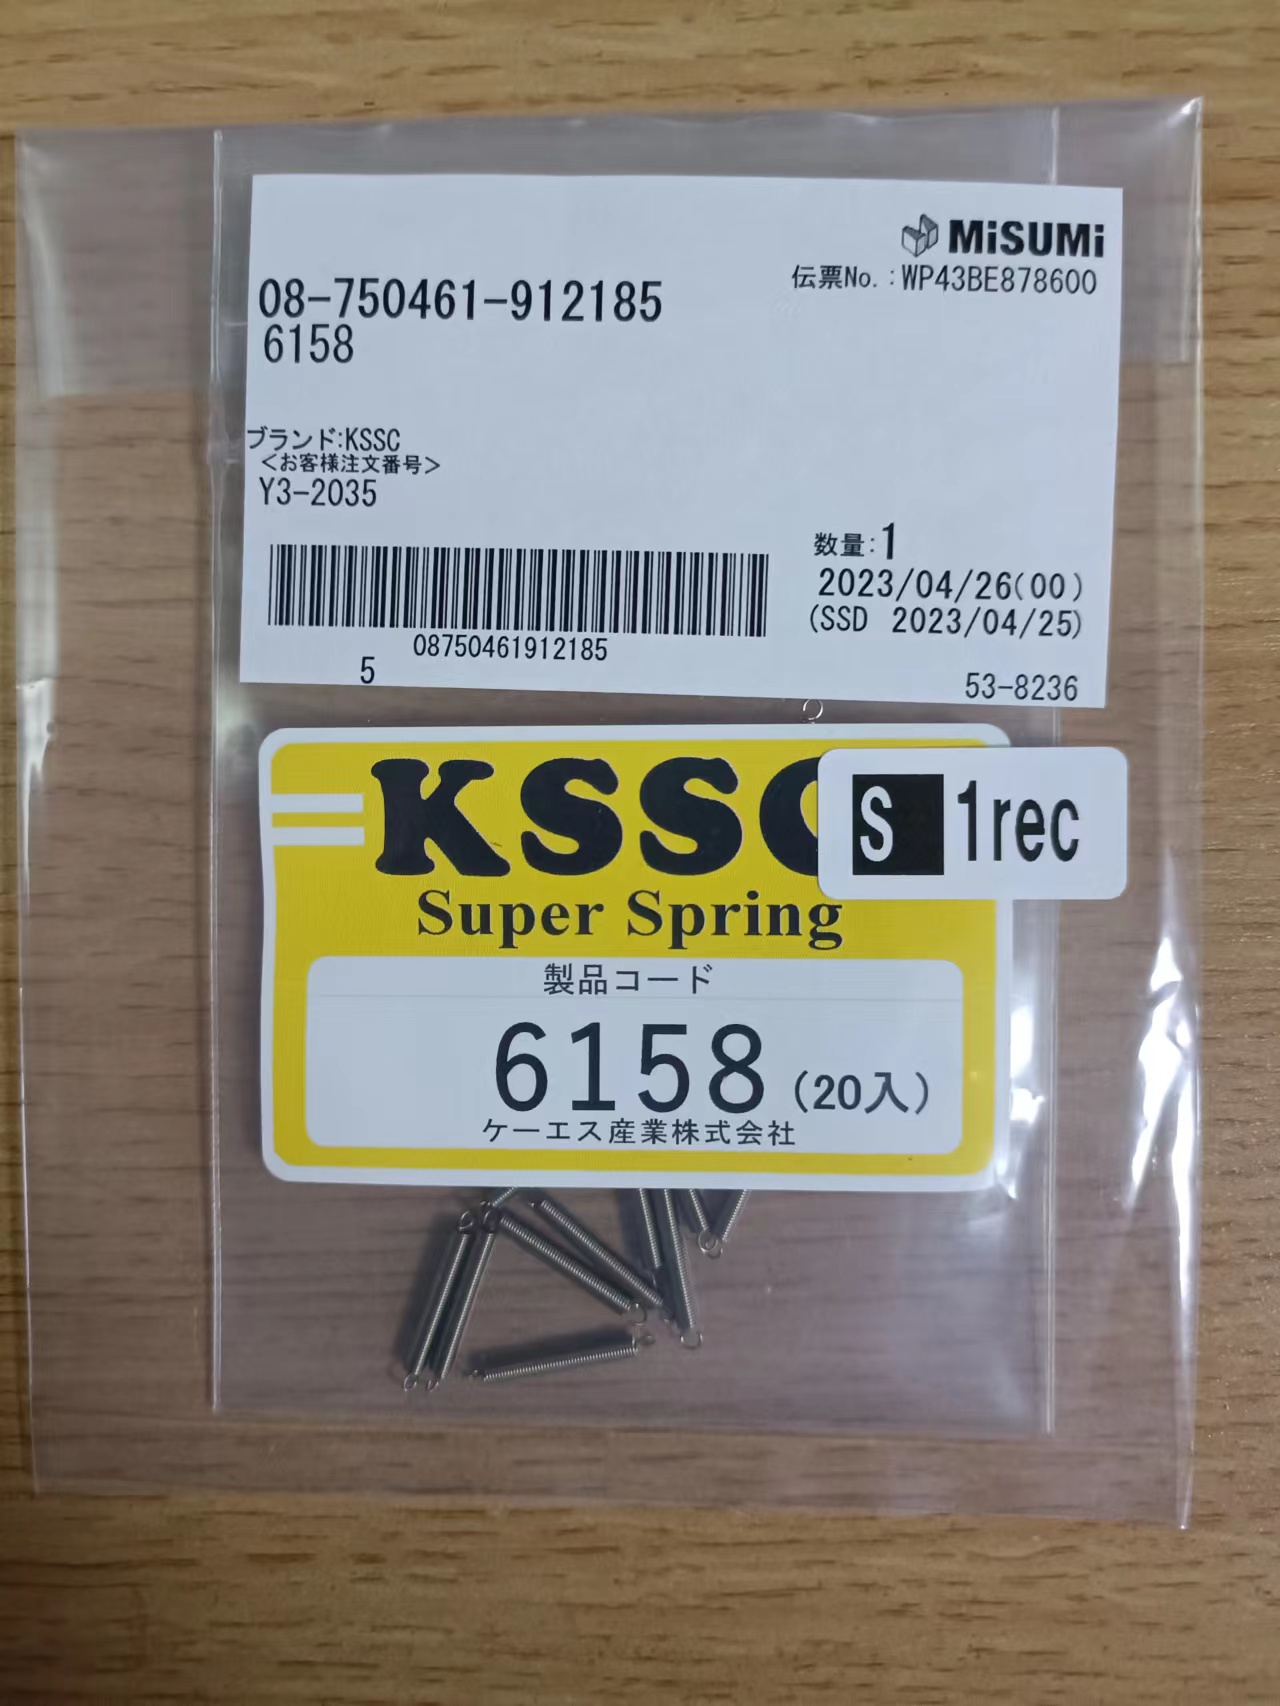 MiSUMi
伝票No.:WP43BE878600
08-750461-912185
6158
ブランド:KSSC
<お客様注文番号>
Y3-2035
数量:1
2023/04/26(00)
(SSD 2023/04/25)
08750461912185
5
53-8236
KSSC
S 1rec
Super Spring
製品コード
6158(20入)
ケーエス産業株式会社